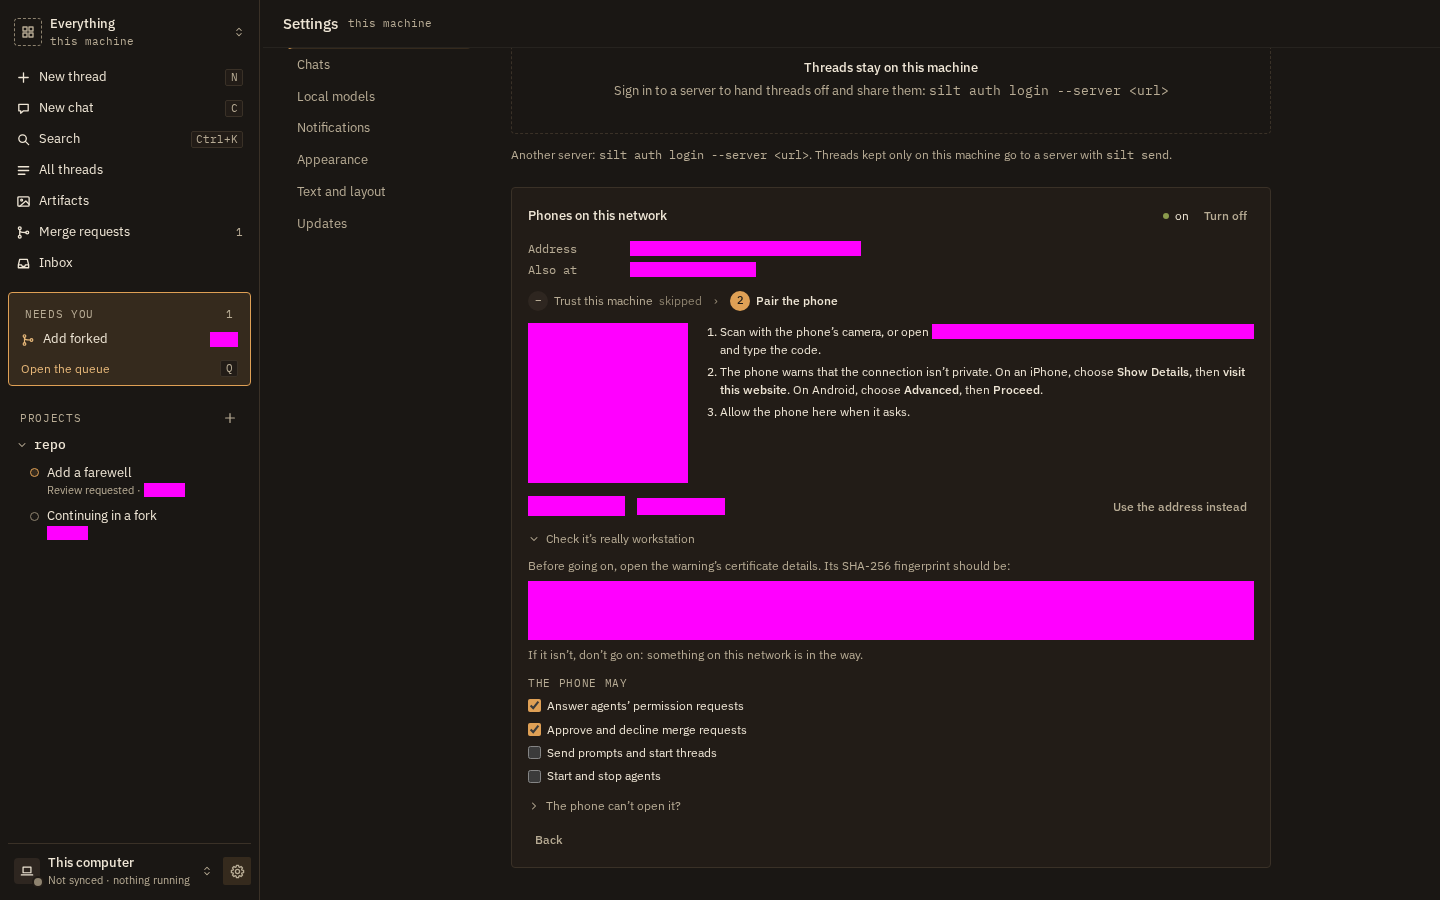 Everything
this machine
New thread N
New chat C
Search Ctrl+K
All threads
Artifacts
Merge requests 1
Inbox
NEEDS YOU 1
Add forked
Open the queue Q
PROJECTS
repo
Add a farewell
Review requested ·
Continuing in a fork
This computer
Not synced · nothing running
Settings this machine
Chats
Local models
Notifications
Appearance
Text and layout
Updates
Threads stay on this machine
Sign in to a server to hand threads off and share them: silt auth login --server <url>
Another server: silt auth login --server <url>. Threads kept only on this machine go to a server with silt send.
Phones on this network
on Turn off
Address
Also at
– Trust this machine skipped › 2 Pair the phone
1. Scan with the phone’s camera, or open
and type the code.
2. The phone warns that the connection isn’t private. On an iPhone, choose Show Details, then visit
this website. On Android, choose Advanced, then Proceed.
3. Allow the phone here when it asks.
Use the address instead
Check it’s really workstation
Before going on, open the warning’s certificate details. Its SHA-256 fingerprint should be:
If it isn’t, don’t go on: something on this network is in the way.
THE PHONE MAY
Answer agents’ permission requests
Approve and decline merge requests
Send prompts and start threads
Start and stop agents
The phone can’t open it?
Back